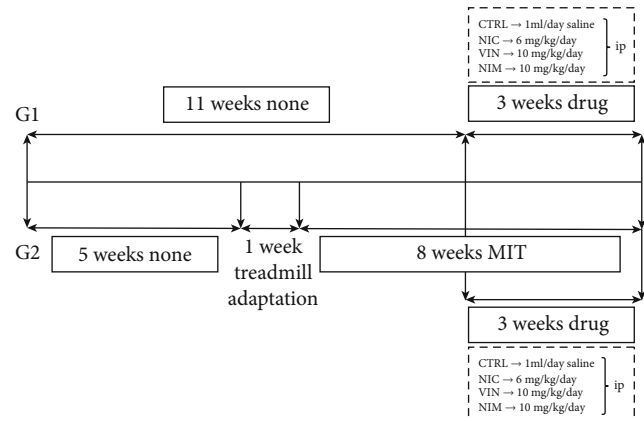 CTRL → 1ml/day saline
NIC → 6 mg/kg/day
VIN → 10 mg/kg/day
NIM → 10 mg/kg/day
ip
11 weeks none
3 weeks drug
G1
G2
5 weeks none
1 week
treadmill
adaptation
8 weeks MIT
3 weeks drug
CTRL → 1ml/day saline
NIC → 6 mg/kg/day
VIN → 10 mg/kg/day
NIM → 10 mg/kg/day
ip